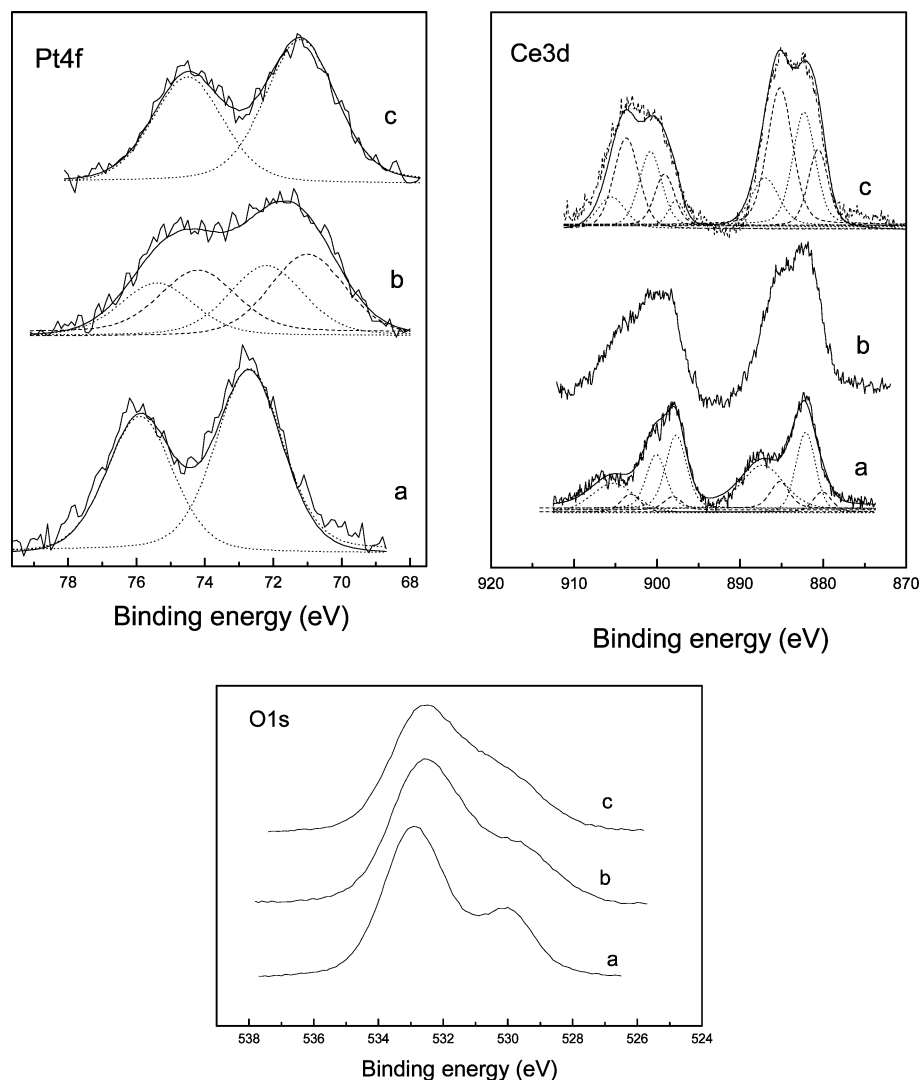 Pt4f
c
b
a
78 76 74 72 70 68
Binding energy (eV)
Ce3d
c
b
a
920 910 900 890 880 870
Binding energy (eV)
O1s
c
b
a
538 536 534 532 530 528 526 524
Binding energy (eV)